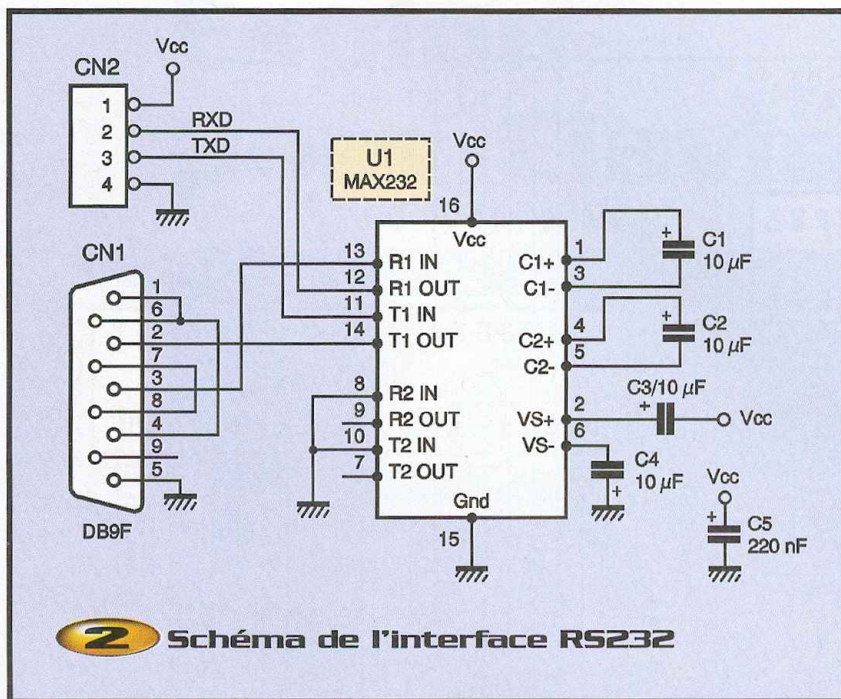 CN2
Vcc
1
2
3
4
RXD
TXD
U1
MAX232
Vcc
16
Vcc
CN1
1
6
2
7
3
8
4
9
5
DB9F
13
R1 IN
12
R1 OUT
11
T1 IN
14
T1 OUT
8
R2 IN
9
R2 OUT
10
T2 IN
7
T2 OUT
C1+
1
C1-
3
+
C1
10 µF
C2+
4
C2-
5
+
C2
10 µF
VS+
2
C3/10 µF
+
Vcc
VS-
6
C4
10 µF
+
Gnd
15
Vcc
+
C5
220 nF
2 Schéma de l'interface RS232